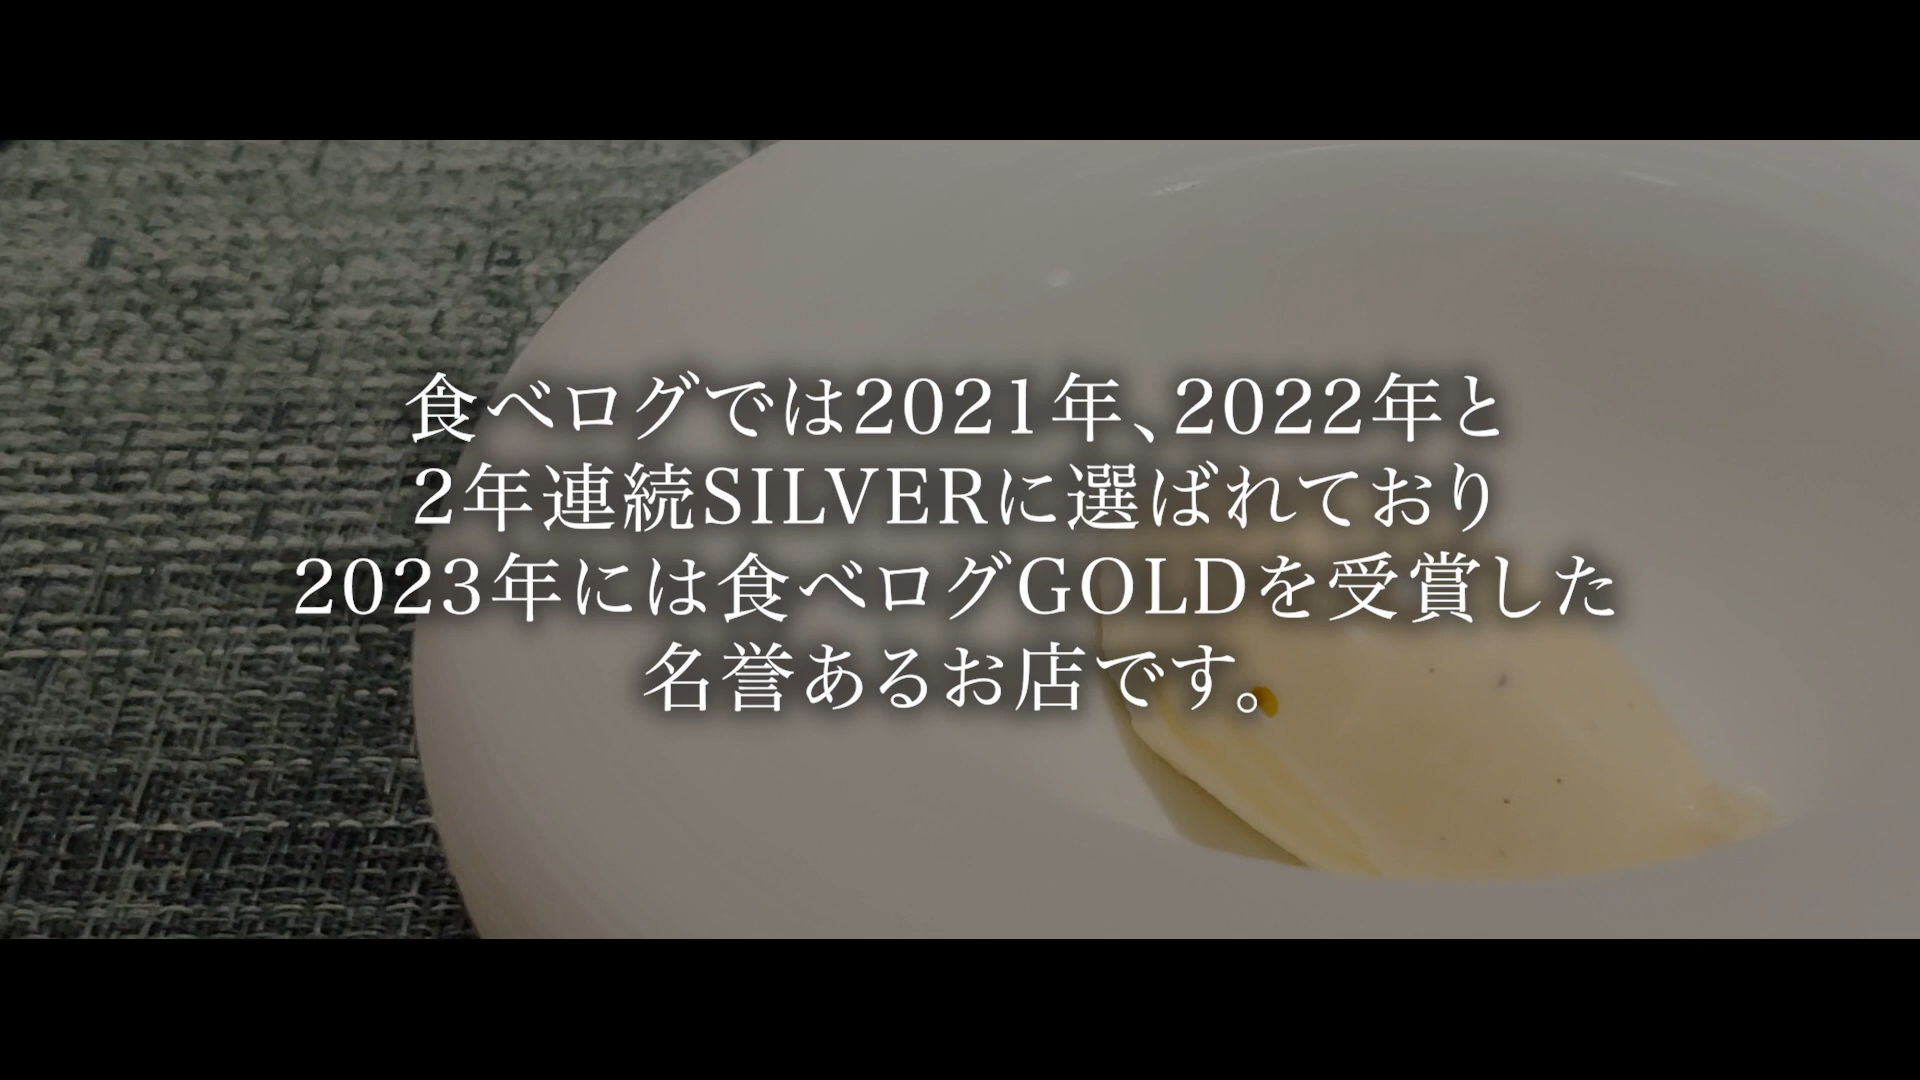 食べログでは2021年、2022年と
2年連続SILVERに選ばれており
2023年には食べログGOLDを受賞した
名誉あるお店です。